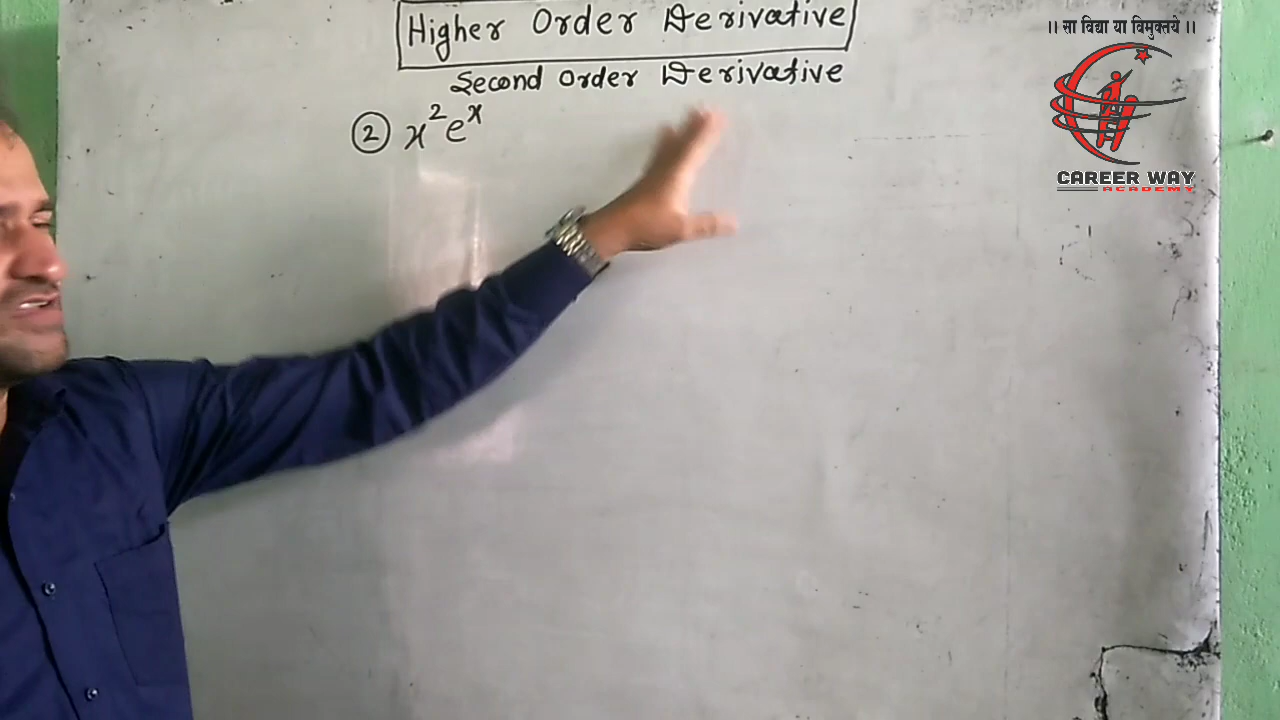 Higher Order Derivative
Second Order Derivative
② x²eˣ
।। सा विद्या या विमुक्तये ।।
CAREER WAY
ACADEMY